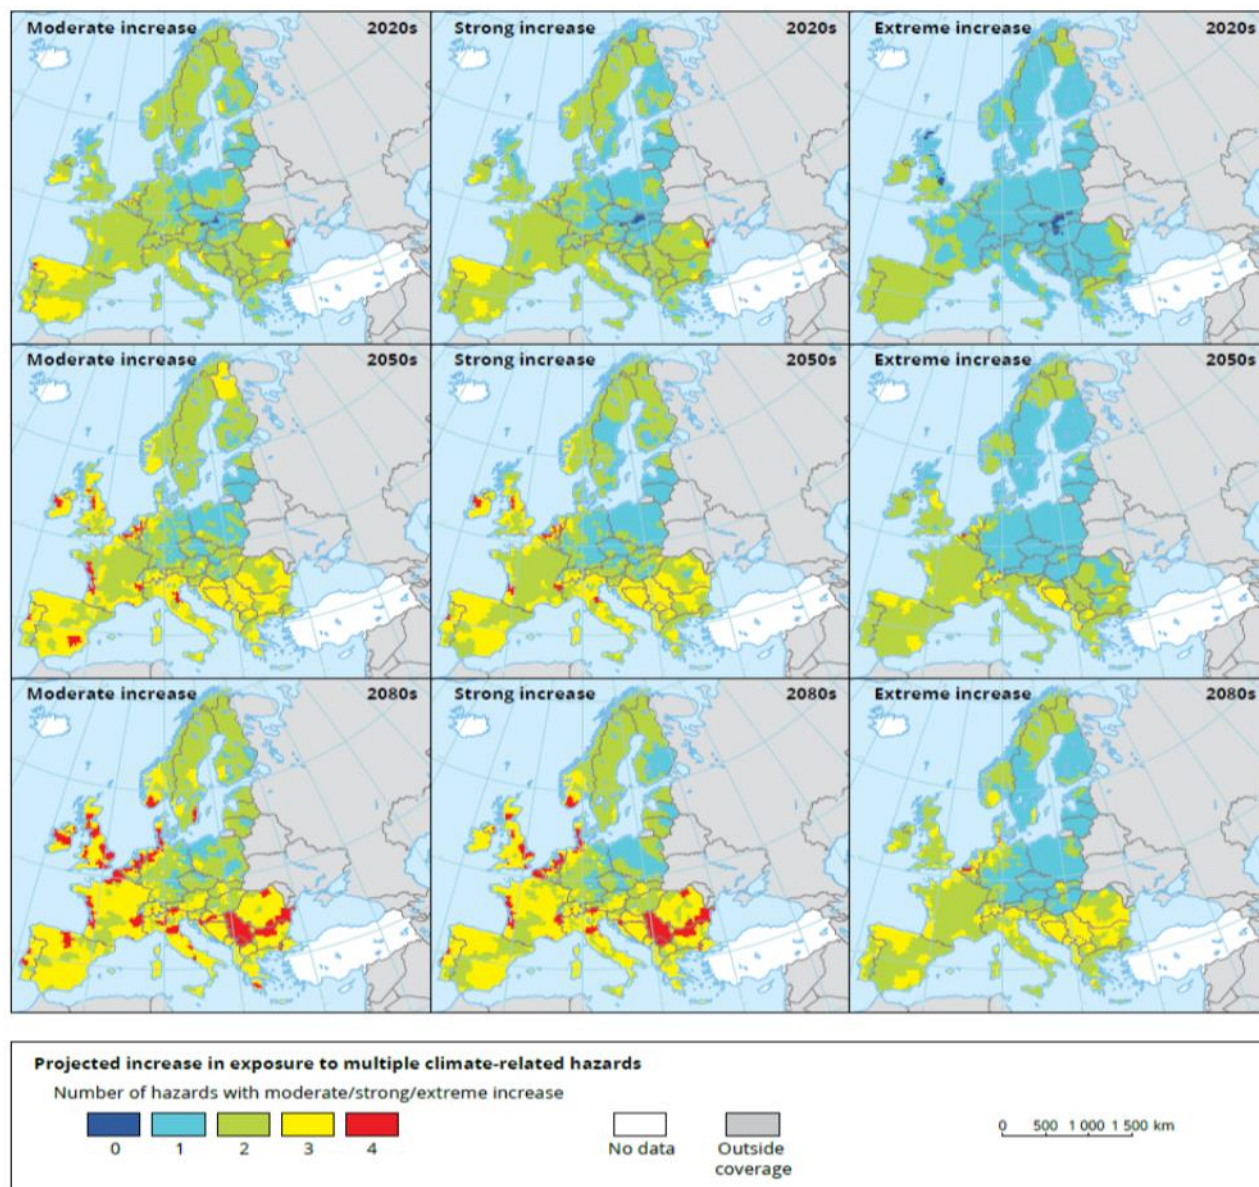 Moderate increase 2020s Strong increase 2020s Extreme increase 2020s
Moderate increase 2050s Strong increase 2050s Extreme increase 2050s
Moderate increase 2080s Strong increase 2080s Extreme increase 2080s
Projected increase in exposure to multiple climate-related hazards
Number of hazards with moderate/strong/extreme increase
0 1 2 3 4
No data
Outside
coverage
0 500 1 000 1 500 km